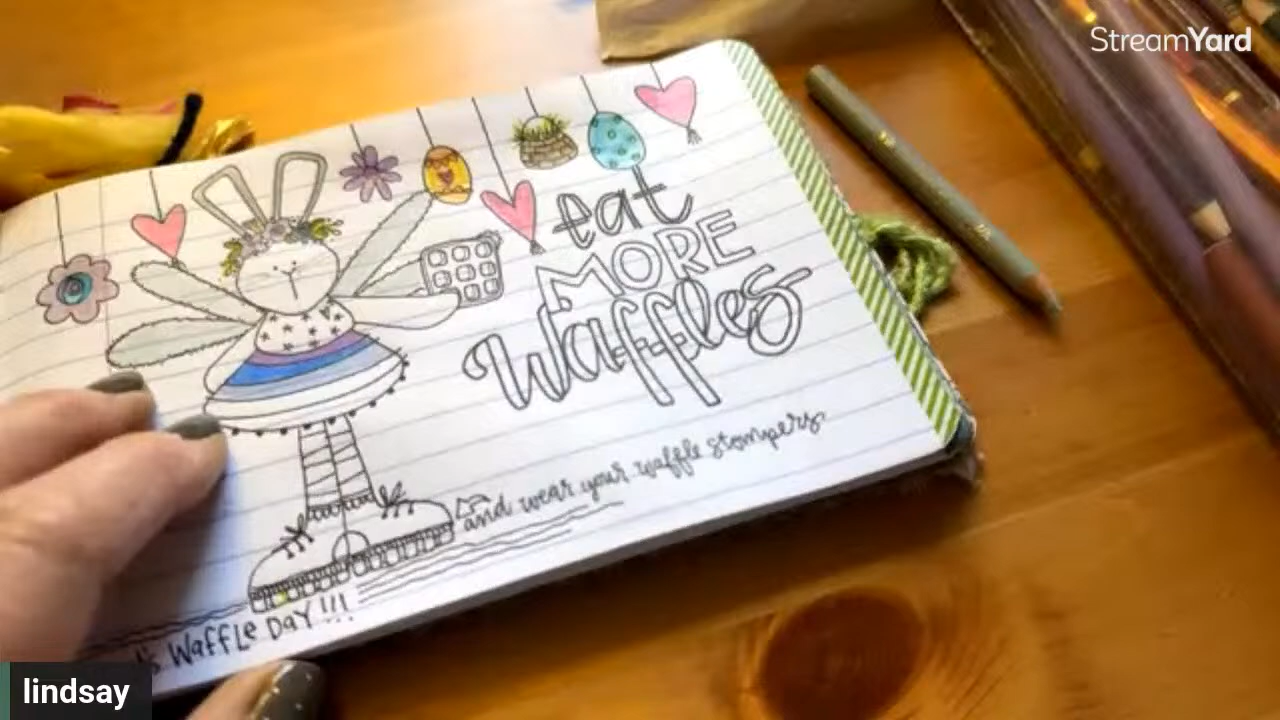 StreamYard
eat
MORE
Waffles
and wear your waffle stompers.
Waffle Day!!!
lindsay